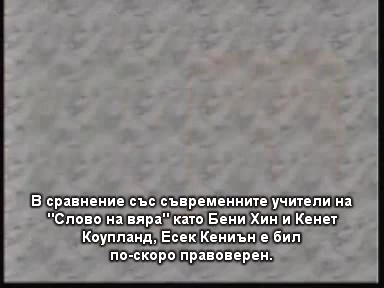 В сравнение със съвременните учители на
"Слово на вяра" като Бени Хин и Кенет
Коупланд, Есек Кениън е бил
по-скоро правоверен.